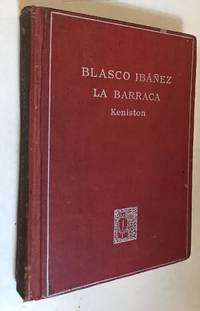 BLASCO IBÁÑEZ
LA BARRACA
Keniston